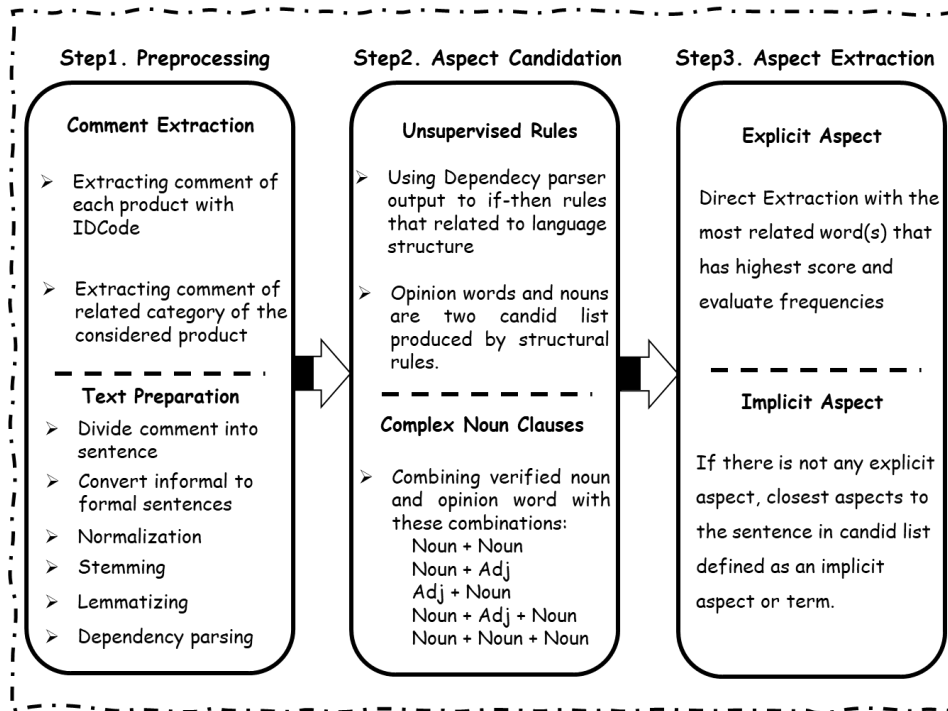 Step1. Preprocessing
Comment Extraction
➢ Extracting comment of
each product with
IDCode
➢ Extracting comment of
related category of the
considered product
Text Preparation
➢ Divide comment into
sentence
➢ Convert informal to
formal sentences
➢ Normalization
➢ Stemming
➢ Lemmatizing
➢ Dependency parsing
Step2. Aspect Candidation
Unsupervised Rules
➢ Using Dependecy parser
output to if-then rules
that related to language
structure
➢ Opinion words and nouns
are two candid list
produced by structural
rules.
Complex Noun Clauses
➢ Combining verified noun
and opinion word with
these combinations:
Noun + Noun
Noun + Adj
Adj + Noun
Noun + Adj + Noun
Noun + Noun + Noun
Step3. Aspect Extraction
Explicit Aspect
Direct Extraction with the
most related word(s) that
has highest score and
evaluate frequencies
Implicit Aspect
If there is not any explicit
aspect, closest aspects to
the sentence in candid list
defined as an implicit
aspect or term.